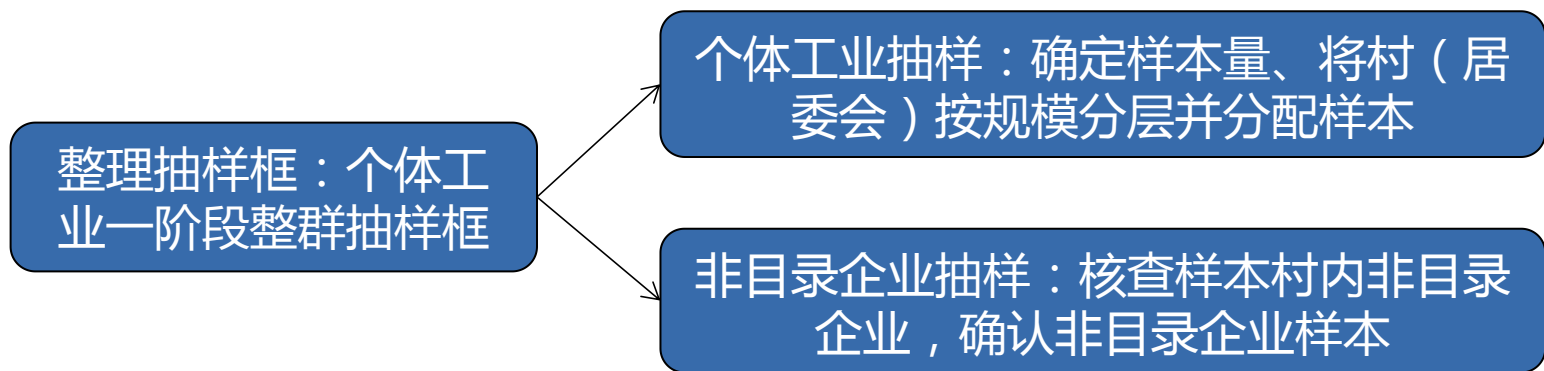 整理抽样框：个体工
业一阶段整群抽样框
个体工业抽样：确定样本量、将村（居
委会）按规模分层并分配样本
非目录企业抽样：核查样本村内非目录
企业，确认非目录企业样本